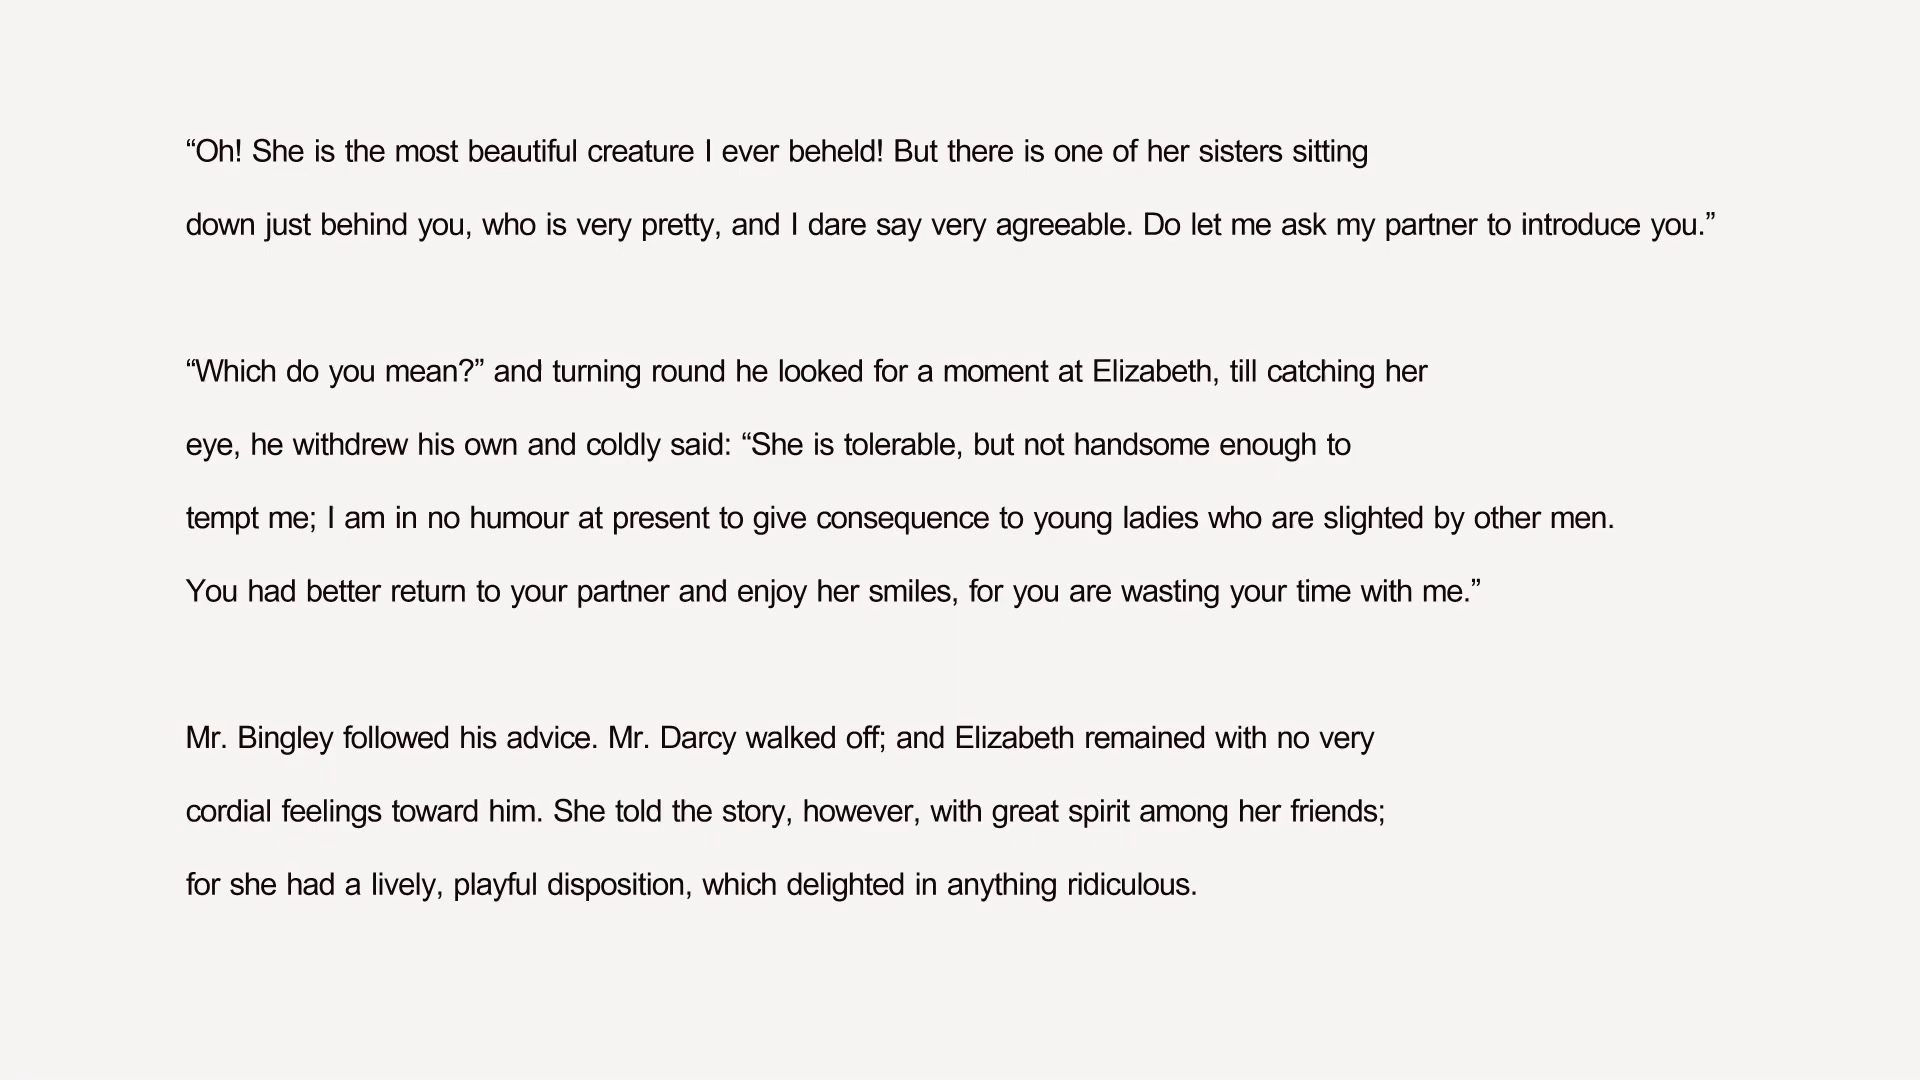 “Oh! She is the most beautiful creature I ever beheld! But there is one of her sisters sitting
down just behind you, who is very pretty, and I dare say very agreeable. Do let me ask my partner to introduce you.”
“Which do you mean?” and turning round he looked for a moment at Elizabeth, till catching her
eye, he withdrew his own and coldly said: “She is tolerable, but not handsome enough to
tempt me; I am in no humour at present to give consequence to young ladies who are slighted by other men.
You had better return to your partner and enjoy her smiles, for you are wasting your time with me.”
Mr. Bingley followed his advice. Mr. Darcy walked off; and Elizabeth remained with no very
cordial feelings toward him. She told the story, however, with great spirit among her friends;
for she had a lively, playful disposition, which delighted in anything ridiculous.